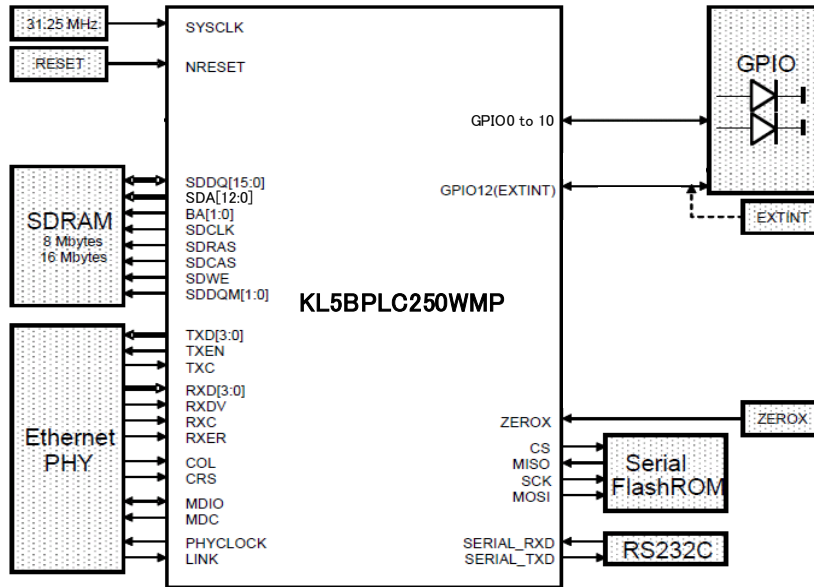 31.25 MHz
SYSCLK
RESET
NRESET
GPIO
GPIO0 to 10
GPIO12(EXTINT)
EXTINT
SDRAM
8 Mbytes
16 Mbytes
SDDQ[15:0]
SDA[12:0]
BA[1:0]
SDCLK
SDRAS
SDCAS
SDWE
SDDQM[1:0]
KL5BPLC250WMP
Ethernet
PHY
TXD[3:0]
TXEN
TXC
RXD[3:0]
RXDV
RXC
RXER
COL
CRS
MDIO
MDC
PHYCLOCK
LINK
ZEROX
ZEROX
CS
MISO
SCK
MOSI
Serial
FlashROM
SERIAL_RXD
SERIAL_TXD
RS232C